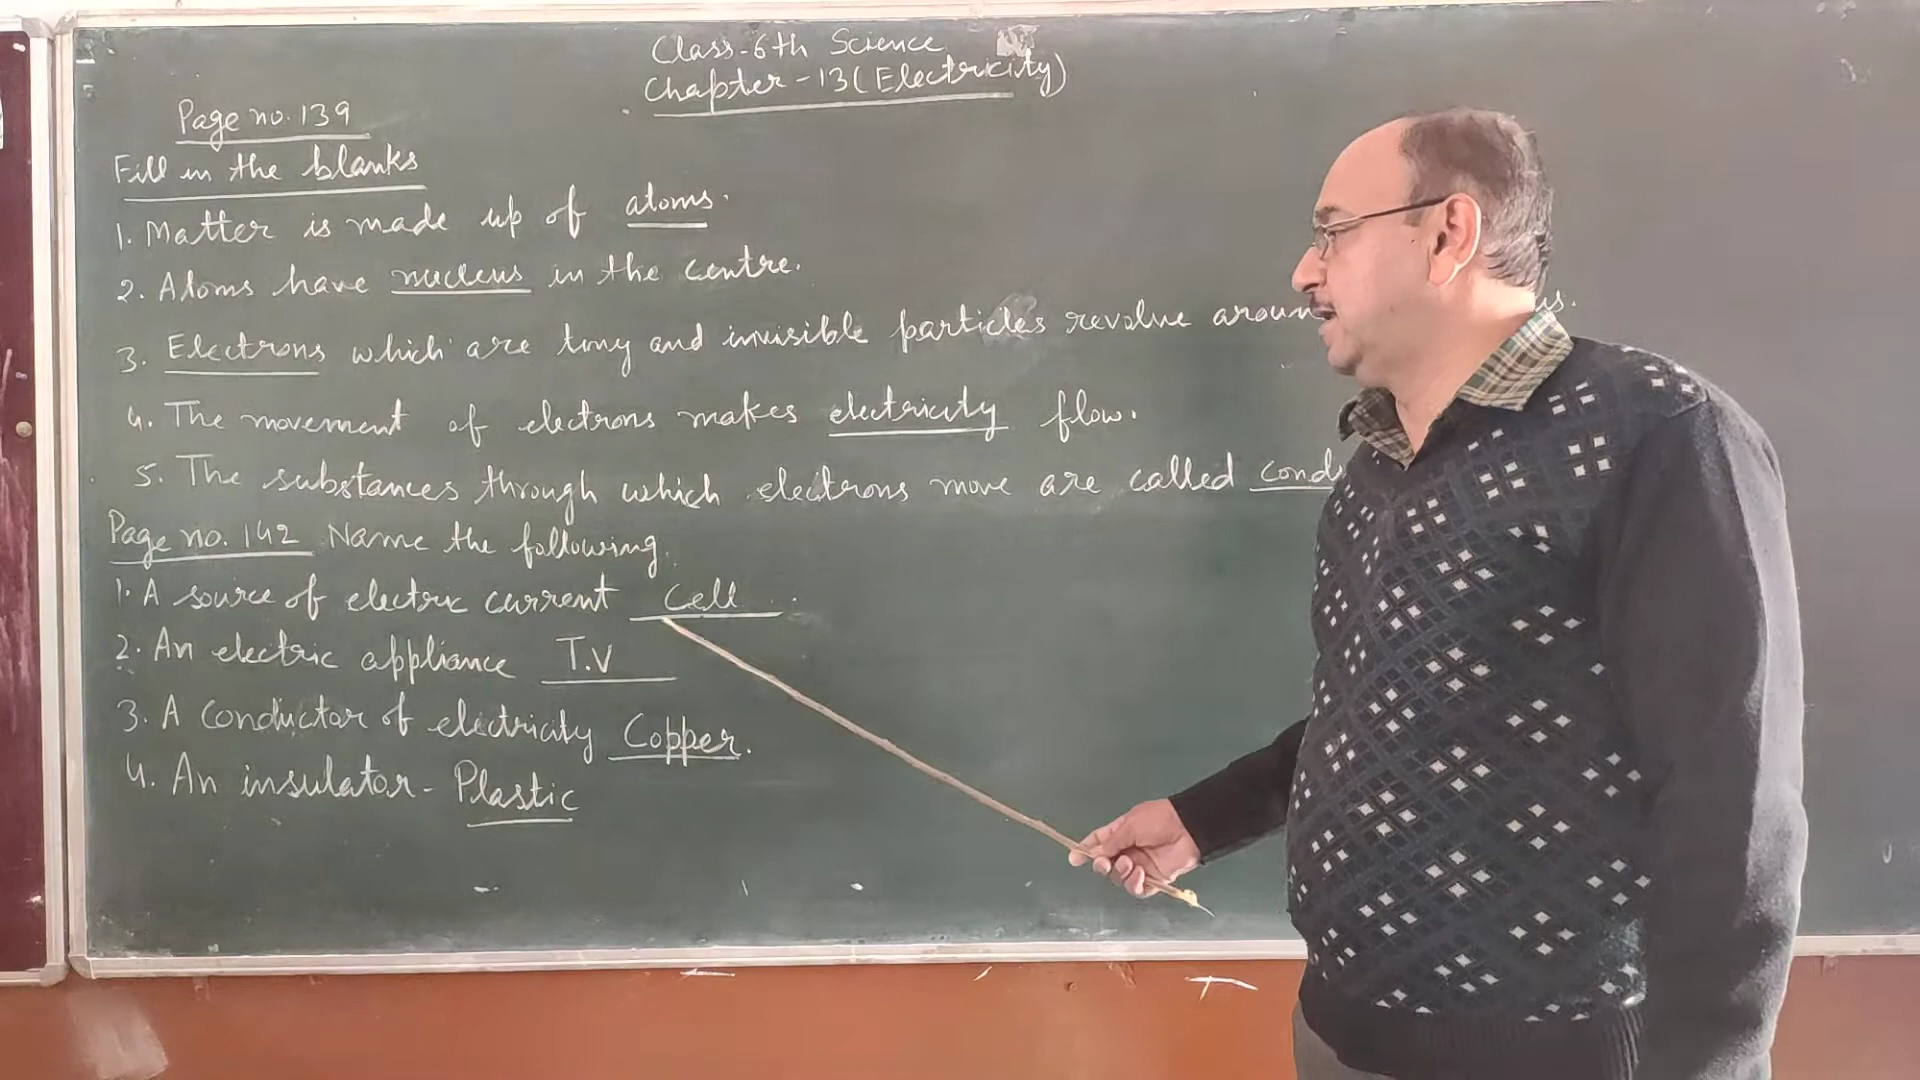 Class-6th Science
Chapter-13(Electricity)
Page no. 139
Fill in the blanks
1. Matter is made up of atoms.
2. Atoms have nucleus in the centre.
3. Electrons which are tiny and invisible particles revolve aroun us.
4. The movement of electrons makes electricity flow.
5. The substances through which electrons move are called cond
Page no. 142 Name the following.
1. A source of electric current Cell.
2. An electric appliance T.V
3. A Conductor of electricity Copper.
4. An insulator - Plastic